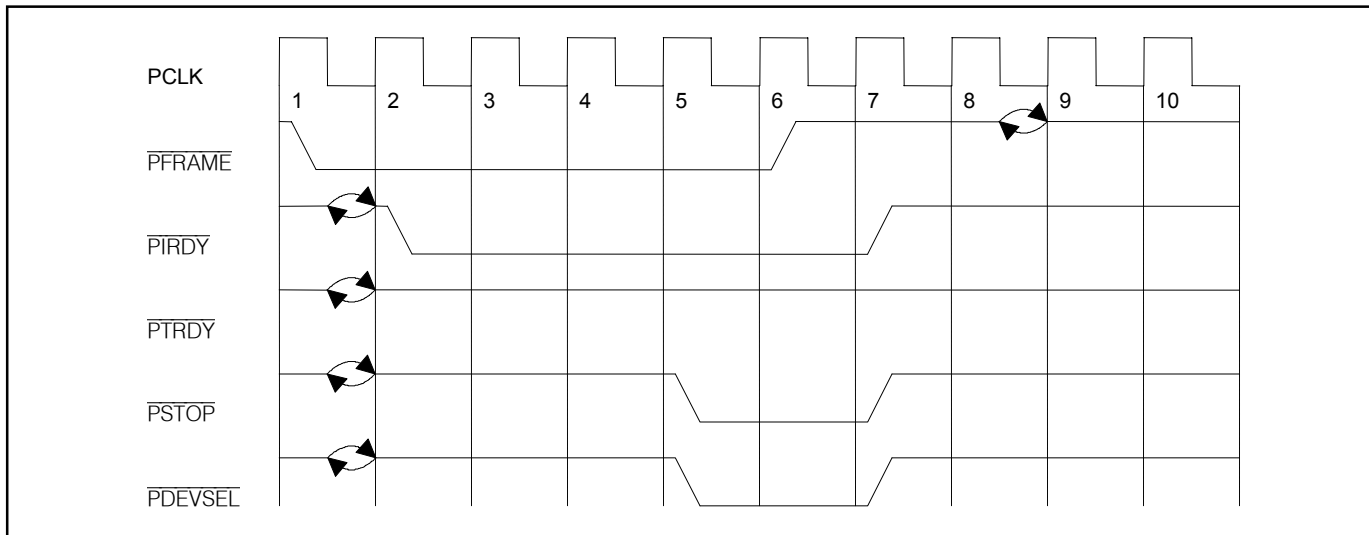 PCLK
1 2 3 4 5 6 7 8 9 10
PFRAME
PIRDY
PTRDY
PSTOP
PDEVSEL